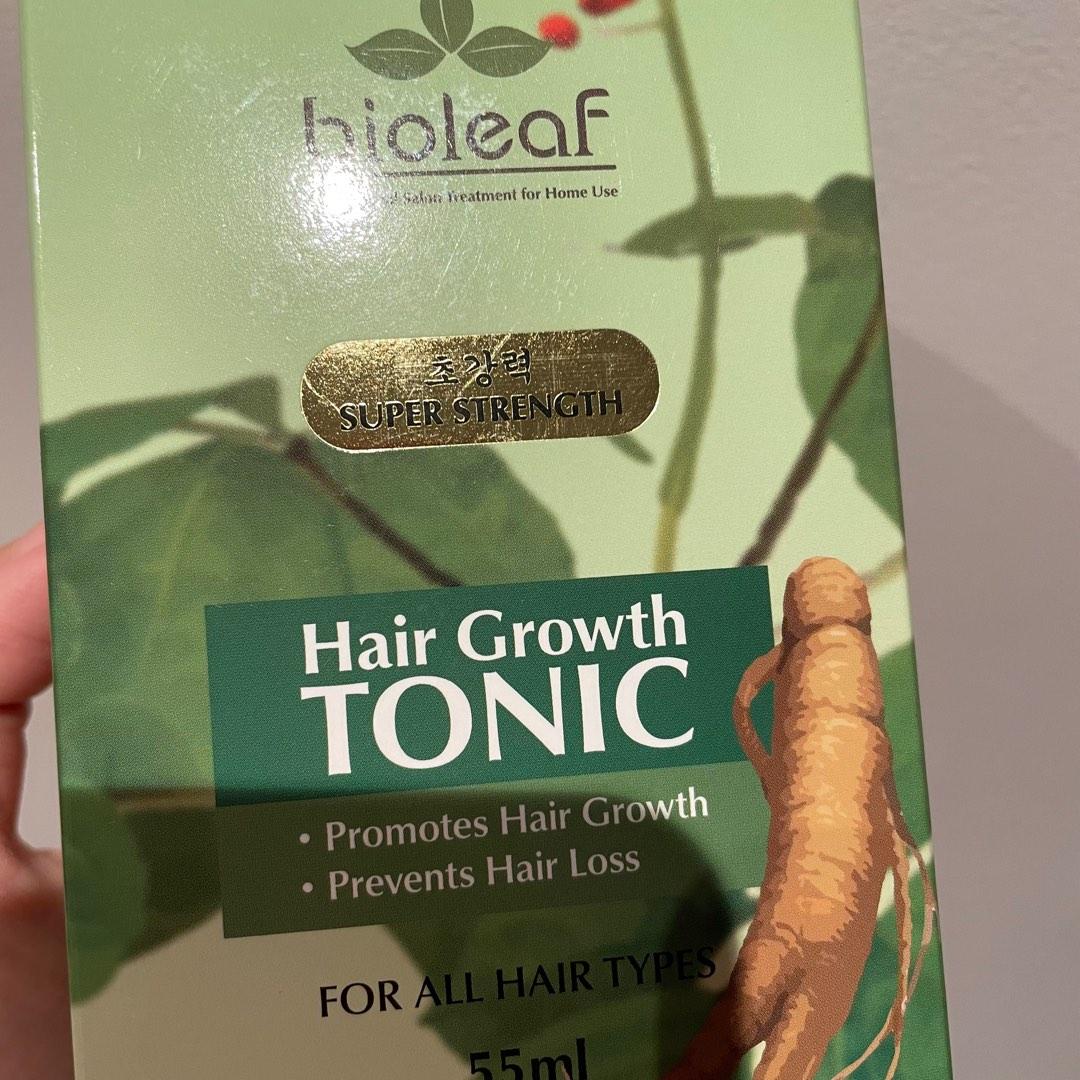 bioleaf
Salon Treatment for Home Use
초강력
SUPER STRENGTH
Hair Growth
TONIC
• Promotes Hair Growth
• Prevents Hair Loss
FOR ALL HAIR TYPES
55ml